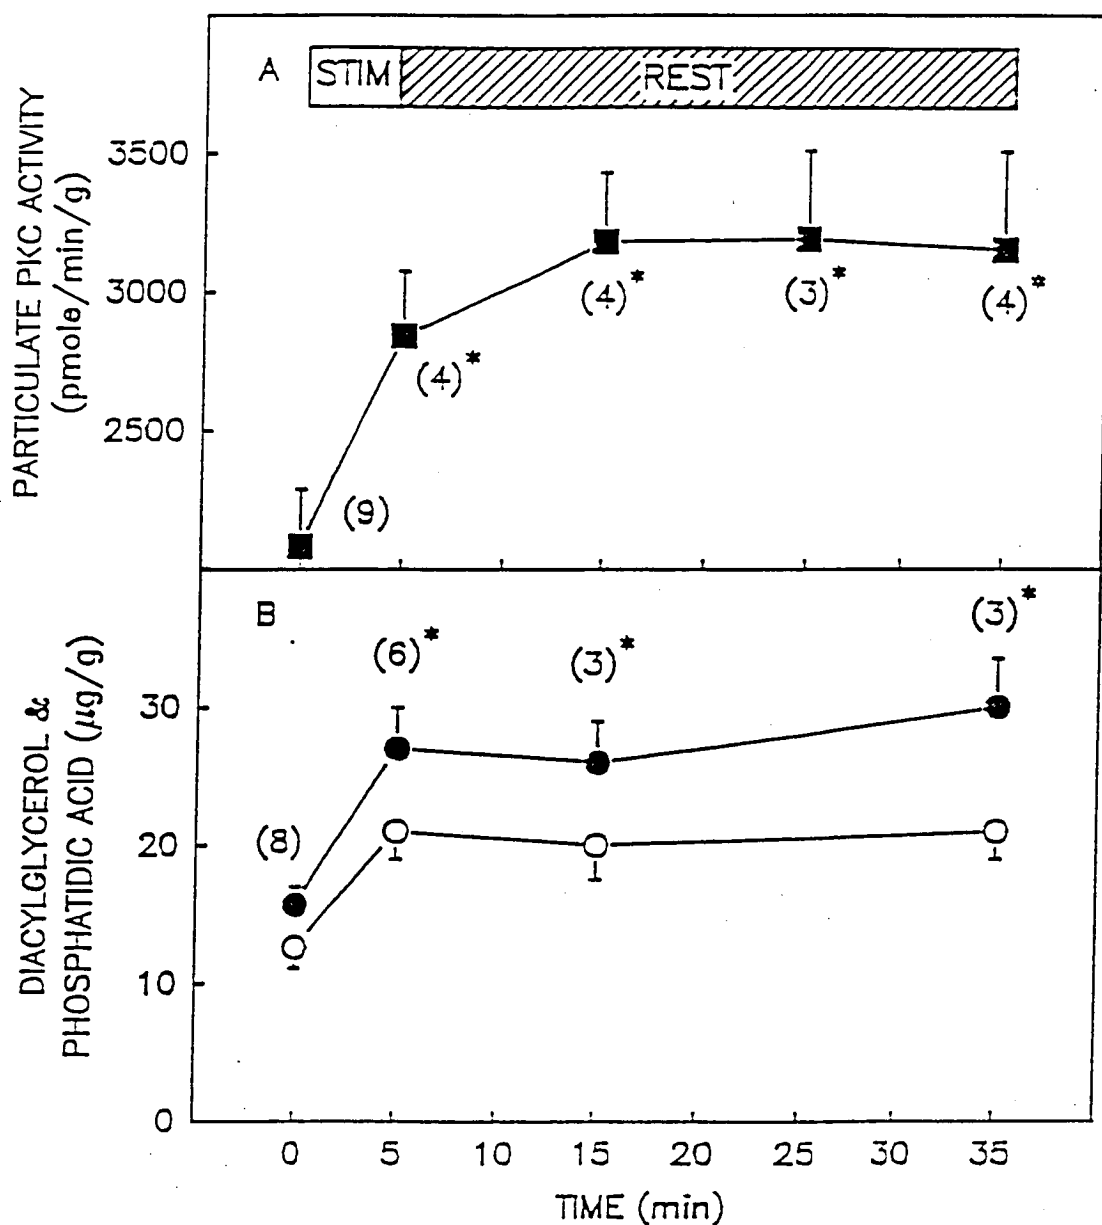 A STIM REST
PARTICULATE PKC ACTIVITY
(pmole/min/g)
3500
3000
2500
(9)
(4)*
(4)*
(3)*
(4)*
B
DIACYLGLYCEROL &
PHOSPHATIDIC ACID (µg/g)
30
20
10
0
(8)
(6)*
(3)*
(3)*
0 5 10 15 20 25 30 35
TIME (min)